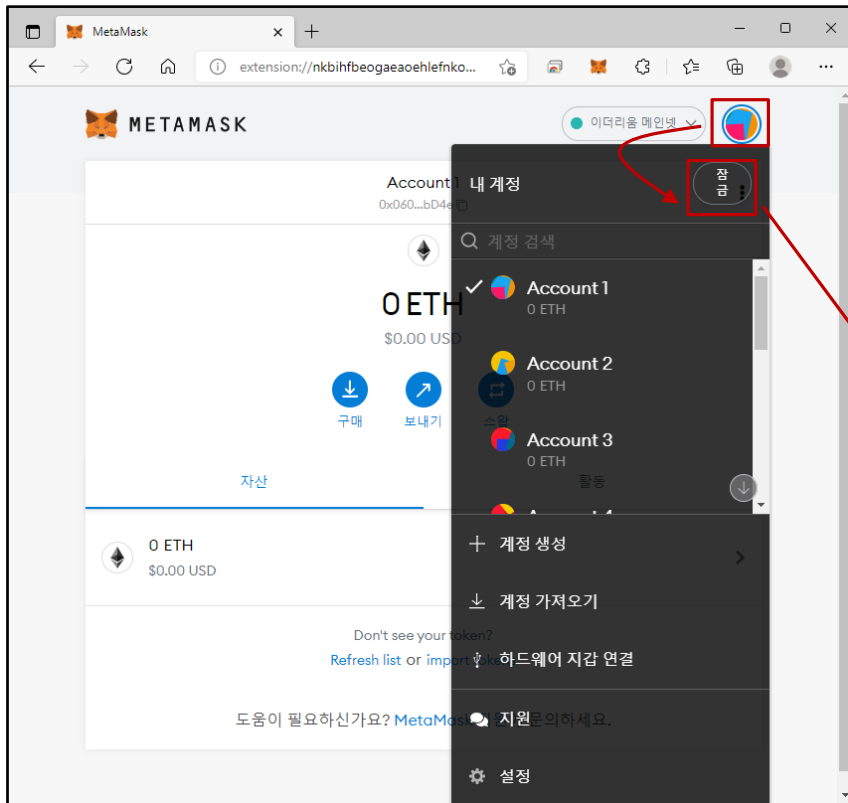 MetaMask
extension://nkbihfbeogaeaoehlefnko...
METAMASK
이더리움 메인넷
Account 1
0x060...bD4e
내 계정
잠
금
계정 검색
0 ETH
$0.00 USD
Account 1
0 ETH
Account 2
0 ETH
Account 3
0 ETH
구매
보내기
스왑
자산
활동
0 ETH
$0.00 USD
계정 생성
계정 가져오기
하드웨어 지갑 연결
Don't see your token?
Refresh list or import
도움이 필요하신가요? MetaMask 문의하세요.
지원
설정